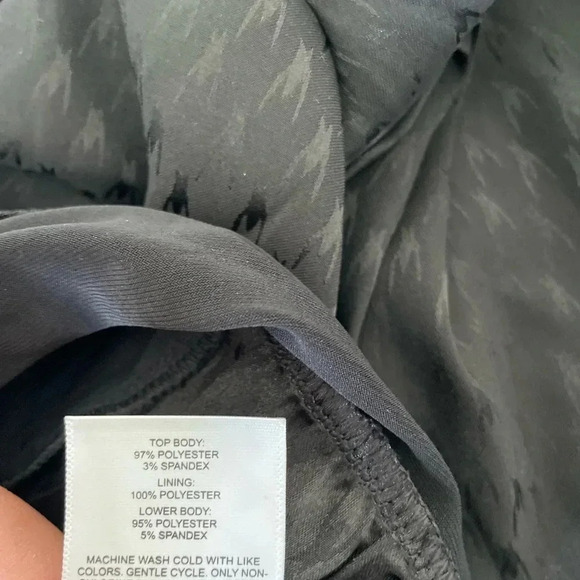 TOP BODY:
97% POLYESTER
3% SPANDEX
LINING:
100% POLYESTER
LOWER BODY:
95% POLYESTER
5% SPANDEX
MACHINE WASH COLD WITH LIKE
COLORS. GENTLE CYCLE. ONLY NON-